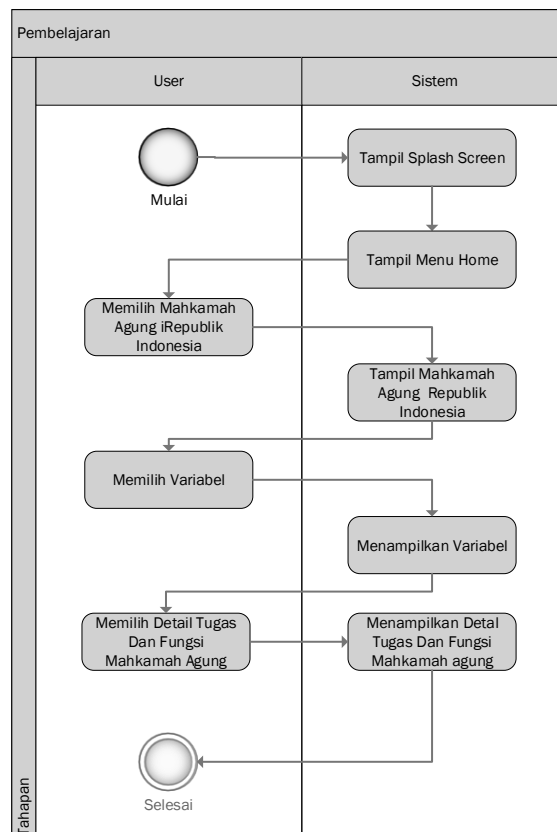 Pembelajaran
User
Sistem
Tampil Splash Screen
Mulai
Tampil Menu Home
Memilih Mahkamah
Agung iRepublik
Indonesia
Tampil Mahkamah
Agung Republik
Indonesia
Memilih Variabel
Menampilkan Variabel
Memilih Detail Tugas
Dan Fungsi
Mahkamah Agung
Menampilkan Detal
Tugas Dan Fungsi
Mahkamah agung
Selesai
Tahapan